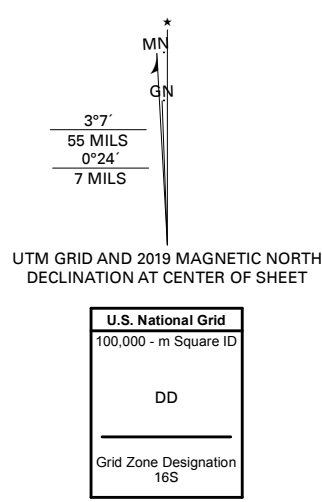 ★
MN
GN
3°7´
55 MILS
0°24´
7 MILS
UTM GRID AND 2019 MAGNETIC NORTH
DECLINATION AT CENTER OF SHEET
U.S. National Grid
100,000 - m Square ID
DD
Grid Zone Designation
16S